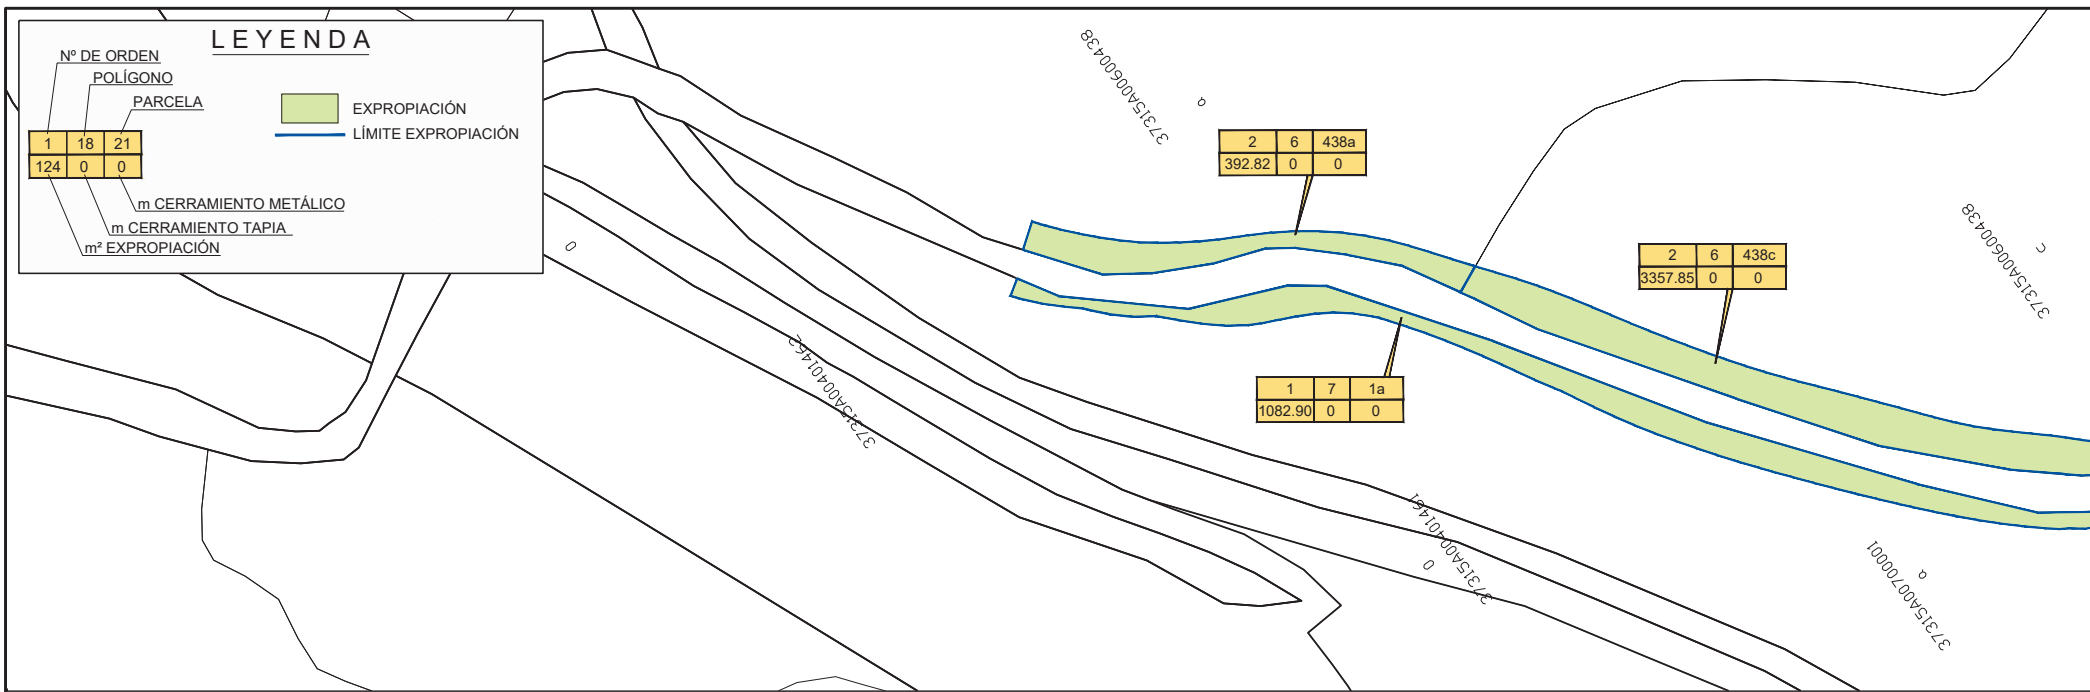 LEYENDA
Nº DE ORDEN
POLÍGONO
PARCELA
1 18 21
124 0 0
m CERRAMIENTO METÁLICO
m CERRAMIENTO TAPIA
m² EXPROPIACIÓN
EXPROPIACIÓN
LÍMITE EXPROPIACIÓN
37315A00600438
a
2 6 438a
392.82 0 0
2 6 438c
3357.85 0 0
37315A00600438
c
1 7 1a
1082.90 0 0
0
37315A00401462
37315A00401461
0
37315A00700001
a